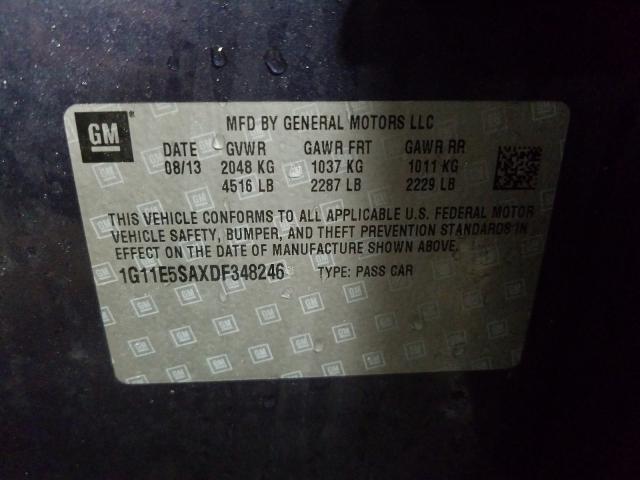 GM
MFD BY GENERAL MOTORS LLC
DATE GVWR GAWR FRT GAWR RR
08/13 2048 KG 1037 KG 1011 KG
4516 LB 2287 LB 2229 LB
THIS VEHICLE CONFORMS TO ALL APPLICABLE U.S. FEDERAL MOTOR
VEHICLE SAFETY, BUMPER, AND THEFT PREVENTION STANDARDS IN
EFFECT ON THE DATE OF MANUFACTURE SHOWN ABOVE.
1G11E5SAXDF348246 TYPE: PASS CAR